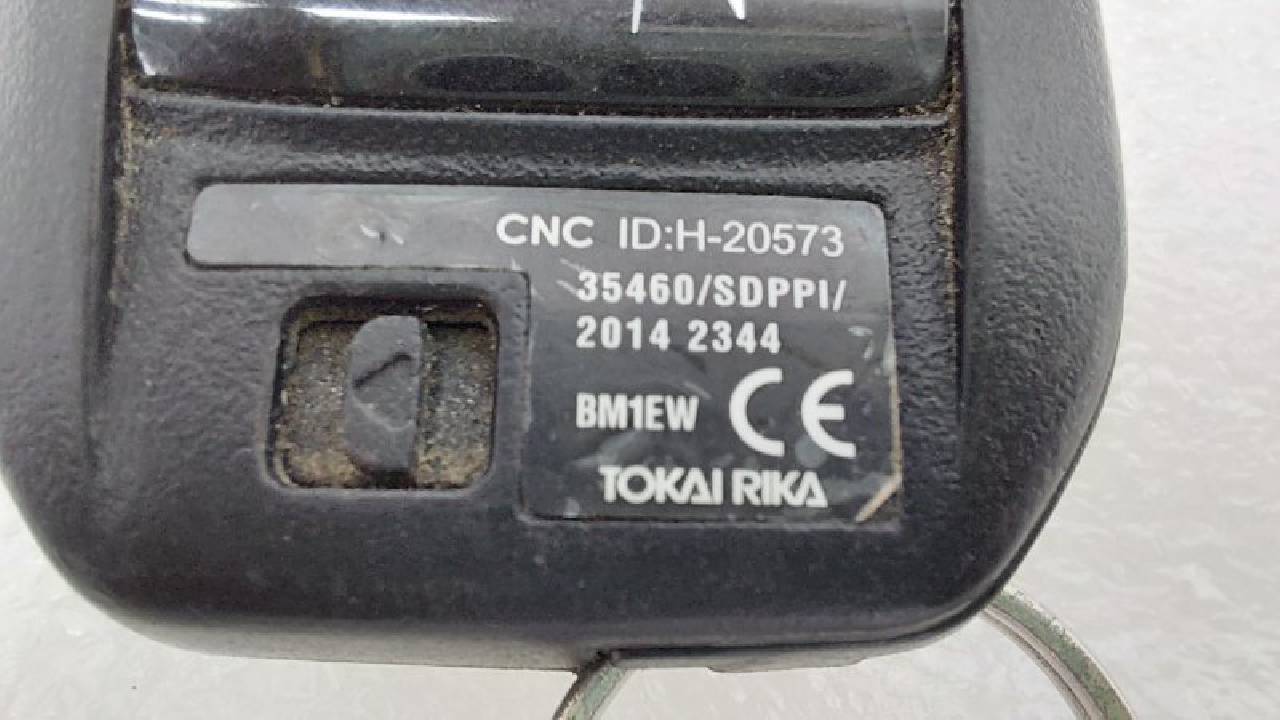 CNC ID:H-20573
35460/SDPPI/
2014 2344
BM1EW CE
TOKAI RIKA